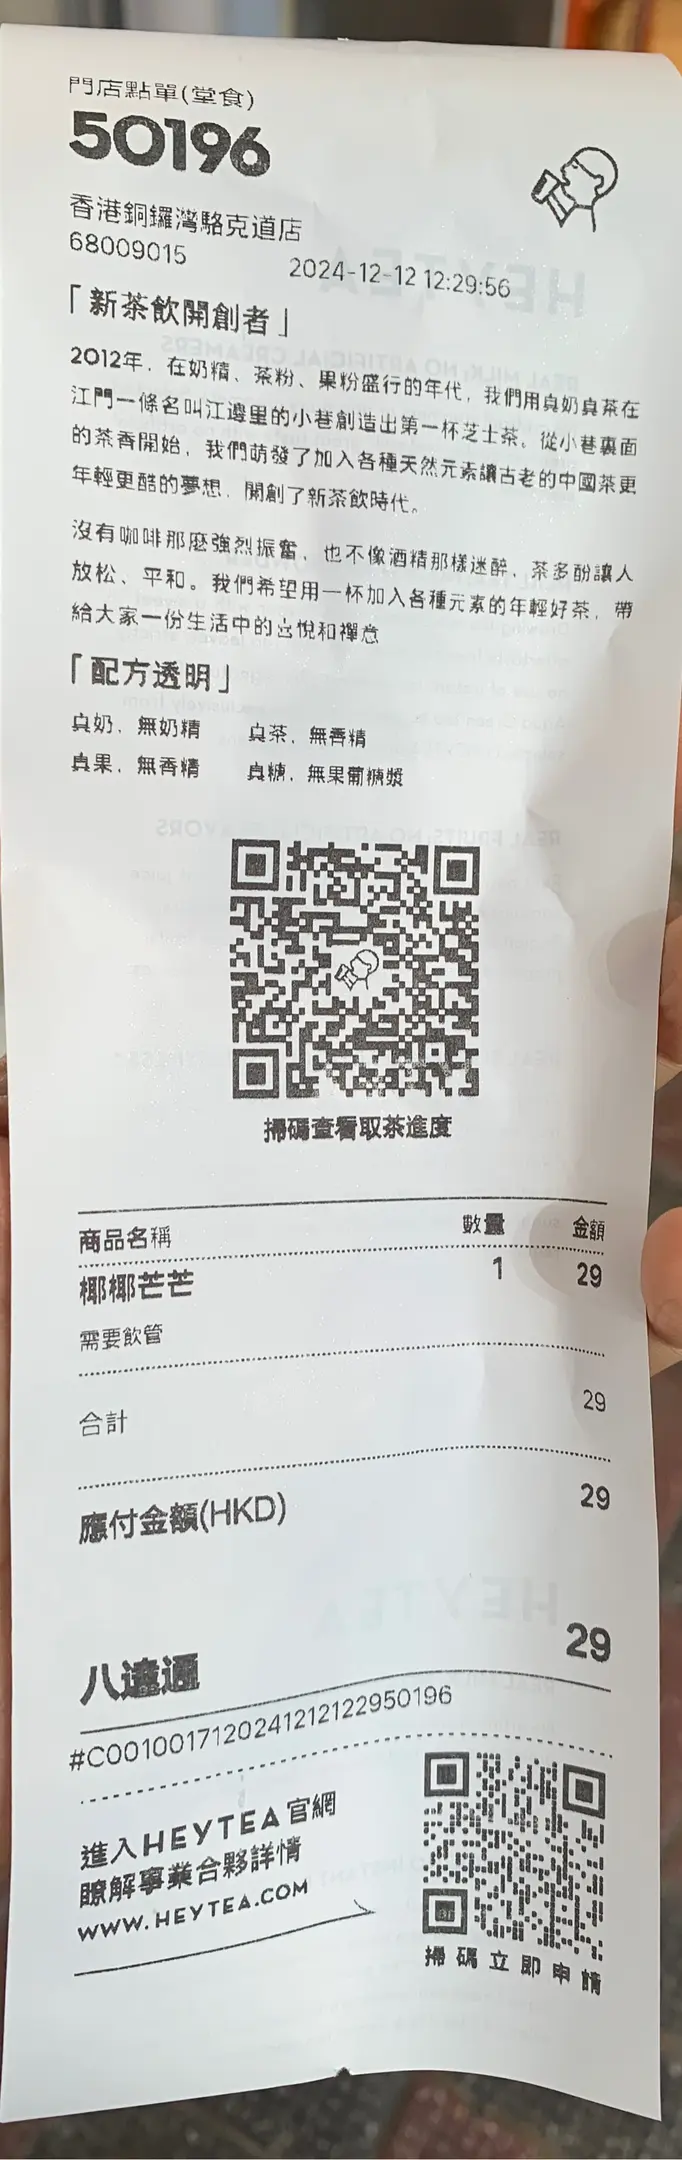 門店點單(堂食)
50196
香港銅鑼灣駱克道店
68009015 2024-12-12 12:29:56
「新茶飲開創者」
2012年，在奶精、茶粉、果粉盛行的年代，我們用真奶真茶在
江門一條名叫江邊里的小巷創造出第一杯芝士茶。從小巷裏面
的茶香開始，我們萌發了加入各種天然元素讓古老的中國茶更
年輕更酷的夢想，開創了新茶飲時代。
沒有咖啡那麼強烈振奮，也不像酒精那樣迷醉，茶多酚讓人
放松、平和。我們希望用一杯加入各種元素的年輕好茶，帶
給大家一份生活中的喜悅和禪意
「配方透明」
真奶，無奶精 真茶，無香精
真果，無香精 真糖，無果葡糖漿
掃碼查看取茶進度
商品名稱 數量 金額
椰椰芒芒 1 29
需要飲管
合計 29
應付金額(HKD) 29
八達通 29
#C001001712024121212295​0196
進入HEYTEA官網
瞭解事業合夥詳情
WWW.HEYTEA.COM
掃碼立即申請